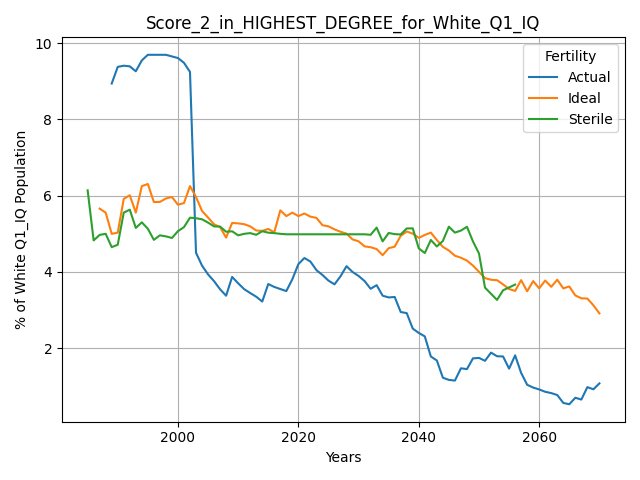 Score_2_in_HIGHEST_DEGREE_for_White_Q1_IQ
10
8
6
4
2
% of White Q1_IQ Population
Fertility
Actual
Ideal
Sterile
2000
2020
2040
2060
Years